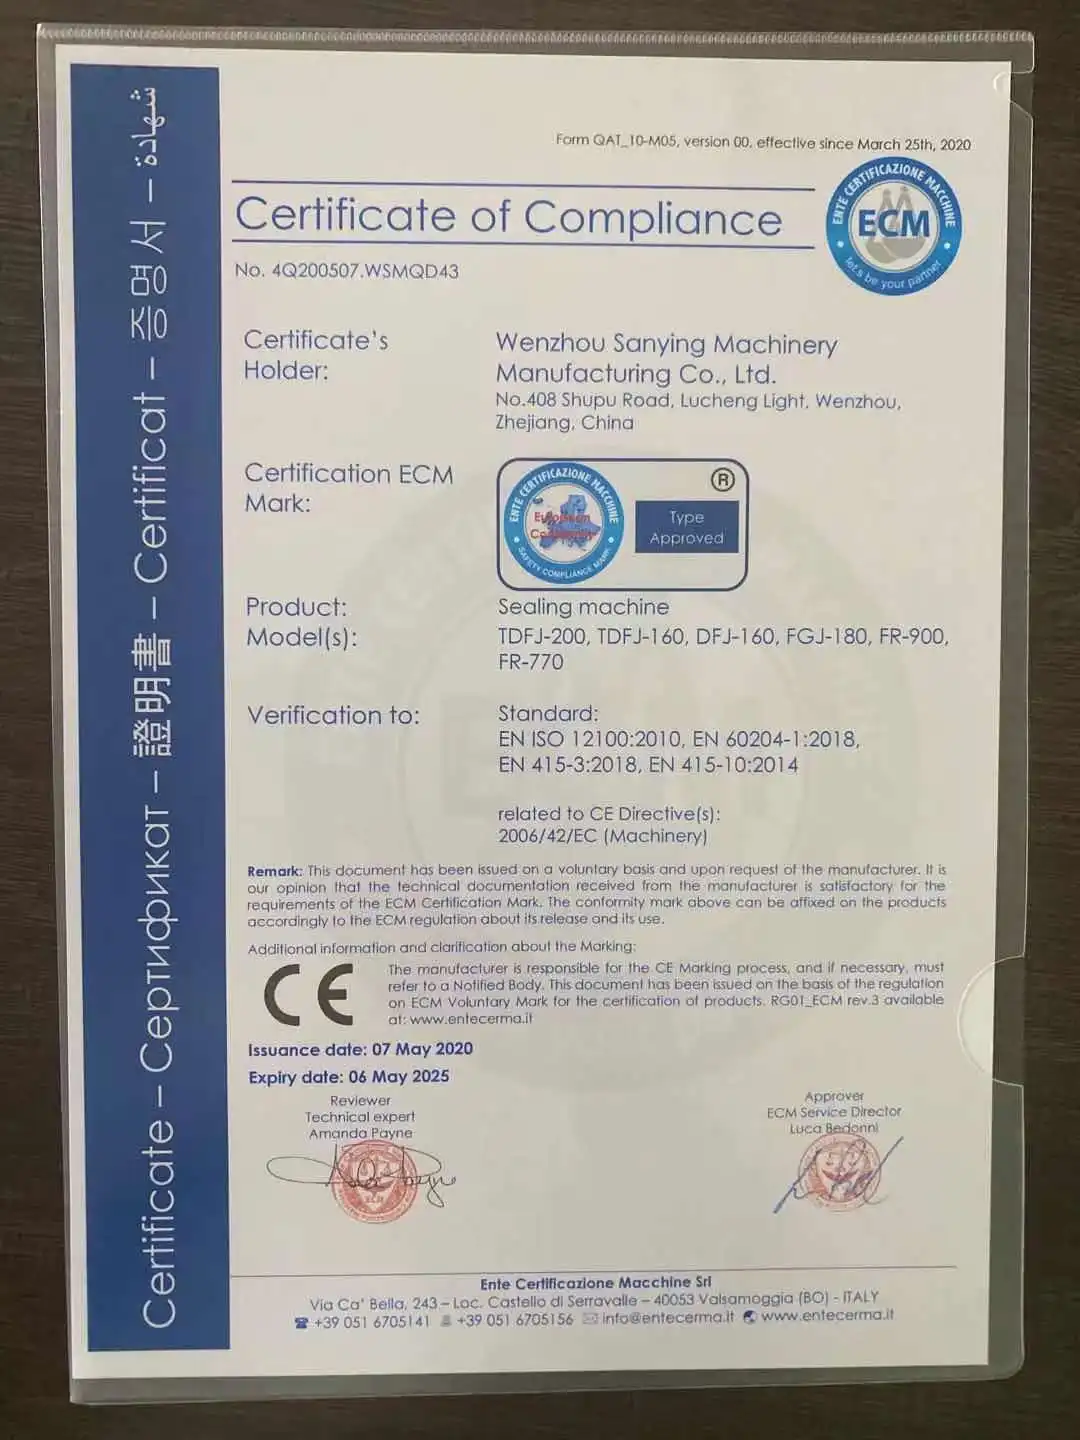 Form QAT_10-M05, version 00, effective since March 25th, 2020
Certificate – Сертификат – 證明書 – Certificat – 증명서 – شهادة
Certificate of Compliance
ENTE CERTIFICAZIONE MACCHINE
ECM
let's be your partner
No. 4Q200507.WSMQD43
Certificate's
Holder:
Wenzhou Sanying Machinery
Manufacturing Co., Ltd.
No.408 Shupu Road, Lucheng Light, Wenzhou,
Zhejiang, China
Certification ECM
Mark:
ENTE CERTIFICAZIONE MACCHINE
European
SAFETY COMPLIANCE MARK
®
Type
Approved
Product:
Sealing machine
Model(s):
TDFJ-200, TDFJ-160, DFJ-160, FGJ-180, FR-900,
FR-770
Verification to:
Standard:
EN ISO 12100:2010, EN 60204-1:2018,
EN 415-3:2018, EN 415-10:2014
related to CE Directive(s):
2006/42/EC (Machinery)
Remark: This document has been issued on a voluntary basis and upon request of the manufacturer. It is
our opinion that the technical documentation received from the manufacturer is satisfactory for the
requirements of the ECM Certification Mark. The conformity mark above can be affixed on the products
accordingly to the ECM regulation about its release and its use.
Additional information and clarification about the Marking:
CE
The manufacturer is responsible for the CE Marking process, and if necessary, must
refer to a Notified Body. This document has been issued on the basis of the regulation
on ECM Voluntary Mark for the certification of products. RG01_ECM rev.3 available
at: www.entecerma.it
Issuance date: 07 May 2020
Expiry date: 06 May 2025
Reviewer
Technical expert
Amanda Payne
Approver
ECM Service Director
Luca Bedonni
Ente Certificazione Macchine Srl
Via Ca' Bella, 243 – Loc. Castello di Serravalle – 40053 Valsamoggia (BO) - ITALY
☎ +39 051 6705141 +39 051 6705156 info@entecerma.it www.entecerma.it